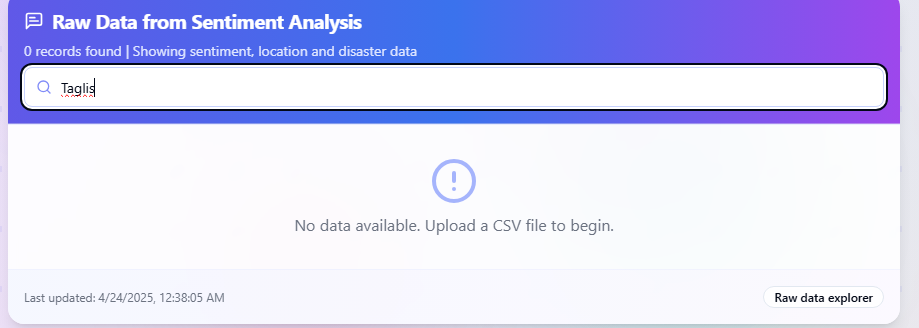 Raw Data from Sentiment Analysis
0 records found | Showing sentiment, location and disaster data
Taglis
No data available. Upload a CSV file to begin.
Last updated: 4/24/2025, 12:38:05 AM
Raw data explorer